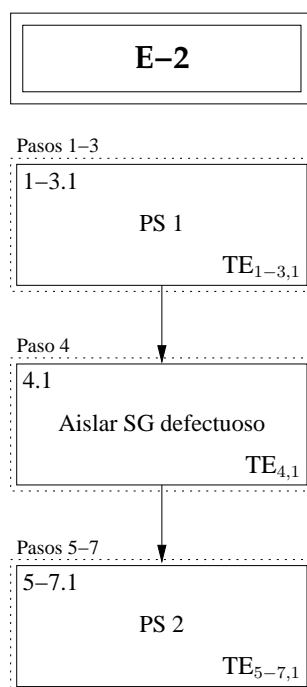 E–2
Pasos 1–3
1–3.1
PS 1
TE1−3,1
Paso 4
4.1
Aislar SG defectuoso
TE4,1
Pasos 5–7
5–7.1
PS 2
TE5−7,1